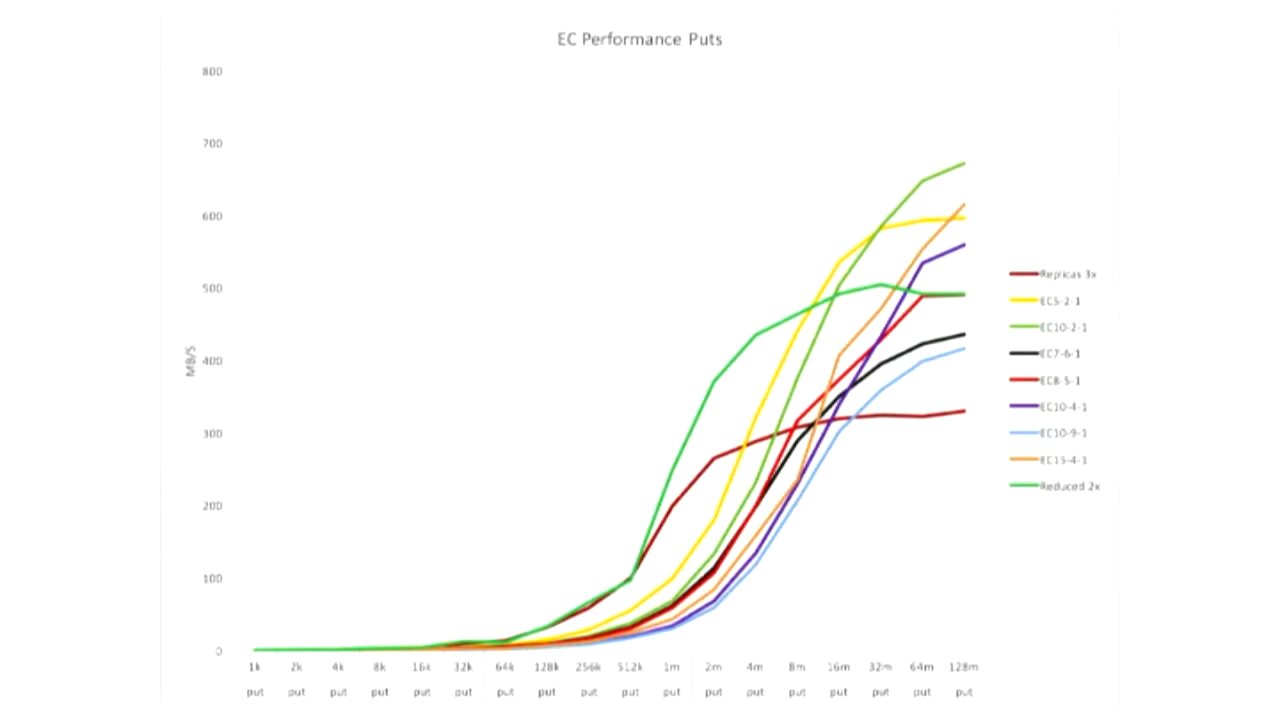 EC Performance Puts
800
700
600
500
400
300
200
100
0
MB/S
1k 2k 4k 8k 16k 32k 64k 128k 256k 512k 1m 2m 4m 8m 16m 32m 64m 128m
put put put put put put put put put put put put put put put put put put
Replicas 3x
EC5-2-1
EC10-2-1
EC7-6-1
EC8-5-1
EC10-4-1
EC10-9-1
EC15-4-1
Reduced 2x